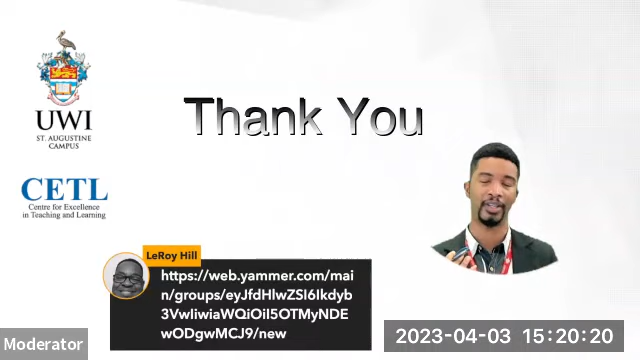 UWI
ST. AUGUSTINE
CAMPUS
Thank You
CETL
Centre for Excellence
in Teaching and Learning
LeRoy Hill
https://web.yammer.com/mai
n/groups/eyJfdHlwZSI6Ikdyb
3VwIiwiaWQiOiI5OTMyNDE
wODgwMCJ9/new
Moderator
2023-04-03 15:20:20